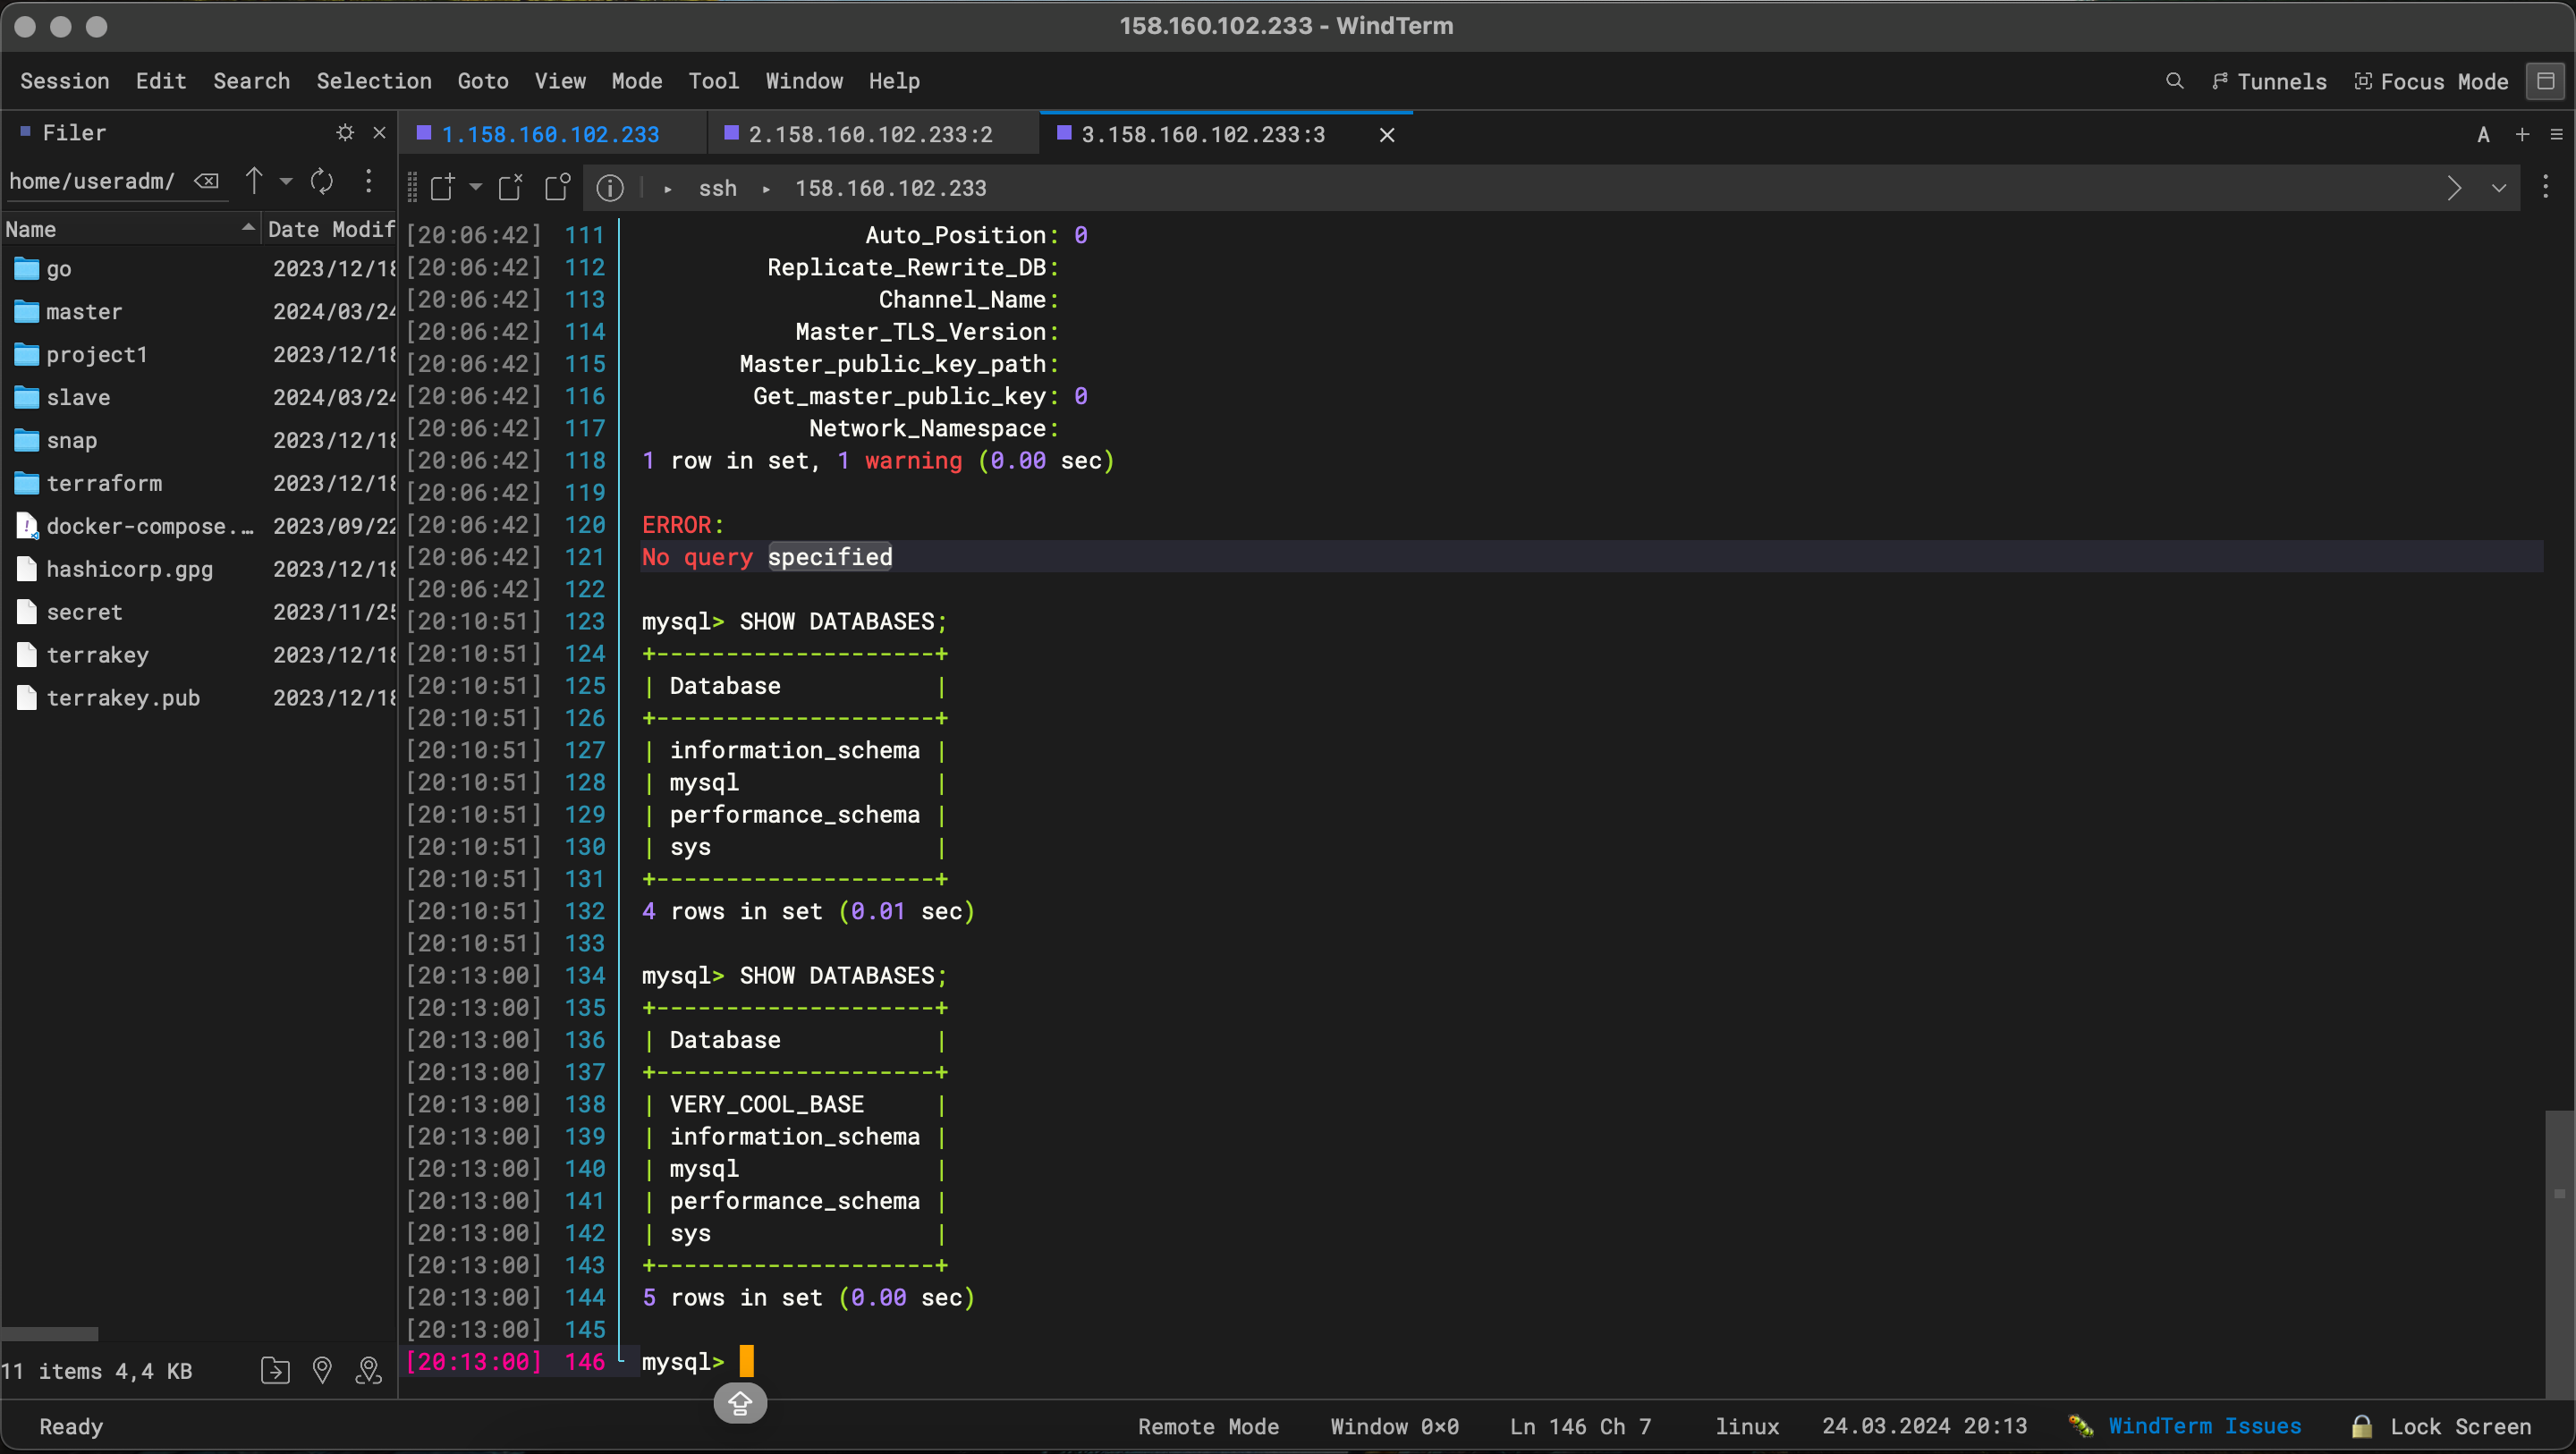 158.160.102.233 - WindTerm
Session Edit Search Selection Goto View Mode Tool Window Help
Tunnels Focus Mode
Filer
1.158.160.102.233
2.158.160.102.233:2
3.158.160.102.233:3
A
home/useradm/
ssh 158.160.102.233
Name Date Modif
go 2023/12/18
master 2024/03/24
project1 2023/12/18
slave 2024/03/24
snap 2023/12/18
terraform 2023/12/18
docker-compose.… 2023/09/22
hashicorp.gpg 2023/12/18
secret 2023/11/25
terrakey 2023/12/18
terrakey.pub 2023/12/18
11 items 4,4 KB
[20:06:42] 111 Auto_Position: 0
[20:06:42] 112 Replicate_Rewrite_DB:
[20:06:42] 113 Channel_Name:
[20:06:42] 114 Master_TLS_Version:
[20:06:42] 115 Master_public_key_path:
[20:06:42] 116 Get_master_public_key: 0
[20:06:42] 117 Network_Namespace:
[20:06:42] 118 1 row in set, 1 warning (0.00 sec)
[20:06:42] 119
[20:06:42] 120 ERROR:
[20:06:42] 121 No query specified
[20:06:42] 122
[20:10:51] 123 mysql> SHOW DATABASES;
[20:10:51] 124 +--------------------+
[20:10:51] 125 | Database           |
[20:10:51] 126 +--------------------+
[20:10:51] 127 | information_schema |
[20:10:51] 128 | mysql              |
[20:10:51] 129 | performance_schema |
[20:10:51] 130 | sys                |
[20:10:51] 131 +--------------------+
[20:10:51] 132 4 rows in set (0.01 sec)
[20:10:51] 133
[20:13:00] 134 mysql> SHOW DATABASES;
[20:13:00] 135 +--------------------+
[20:13:00] 136 | Database           |
[20:13:00] 137 +--------------------+
[20:13:00] 138 | VERY_COOL_BASE     |
[20:13:00] 139 | information_schema |
[20:13:00] 140 | mysql              |
[20:13:00] 141 | performance_schema |
[20:13:00] 142 | sys                |
[20:13:00] 143 +--------------------+
[20:13:00] 144 5 rows in set (0.00 sec)
[20:13:00] 145
[20:13:00] 146 mysql>
Ready
Remote Mode Window 0×0 Ln 146 Ch 7 linux 24.03.2024 20:13 WindTerm Issues Lock Screen